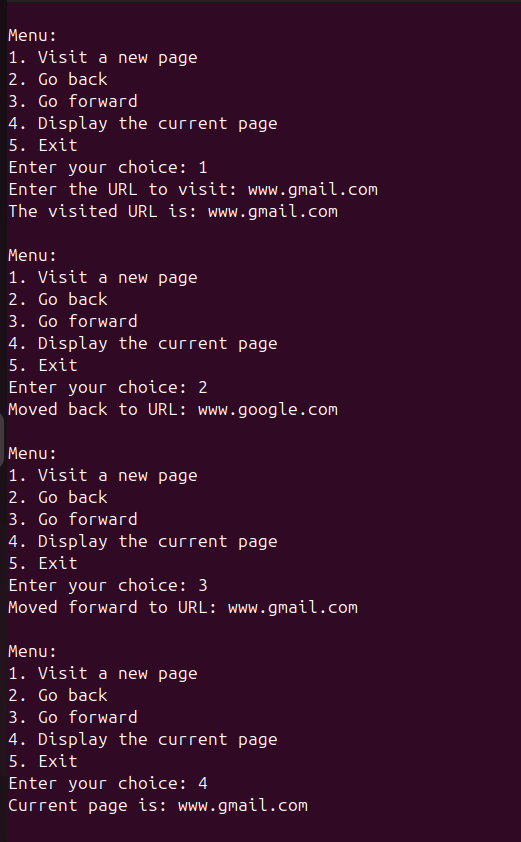 Menu:
1. Visit a new page
2. Go back
3. Go forward
4. Display the current page
5. Exit
Enter your choice: 1
Enter the URL to visit: www.gmail.com
The visited URL is: www.gmail.com
Menu:
1. Visit a new page
2. Go back
3. Go forward
4. Display the current page
5. Exit
Enter your choice: 2
Moved back to URL: www.google.com
Menu:
1. Visit a new page
2. Go back
3. Go forward
4. Display the current page
5. Exit
Enter your choice: 3
Moved forward to URL: www.gmail.com
Menu:
1. Visit a new page
2. Go back
3. Go forward
4. Display the current page
5. Exit
Enter your choice: 4
Current page is: www.gmail.com